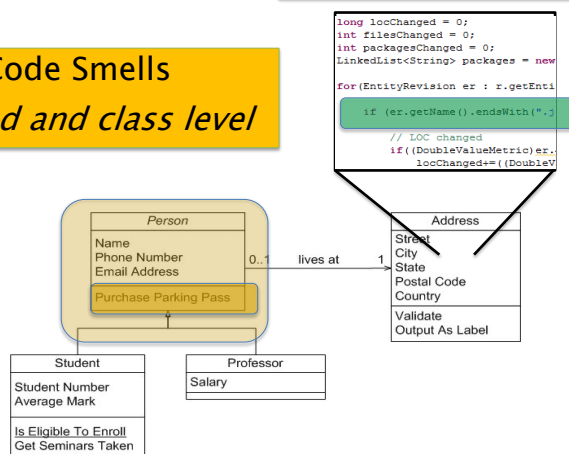 long locChanged = 0;
int filesChanged = 0;
int packagesChanged = 0;
LinkedList<String> packages = new
for(EntityRevision er : r.getEnti
if (er.getName().endsWith(".j
// LOC changed
if((DoubleValueMetric)er.
locChanged+=((DoubleV
Code Smells
d and class level
Person
Name
Phone Number
Email Address
Purchase Parking Pass
0..1
lives at
1
Address
Street
City
State
Postal Code
Country
Validate
Output As Label
Student
Student Number
Average Mark
Is Eligible To Enroll
Get Seminars Taken
Professor
Salary